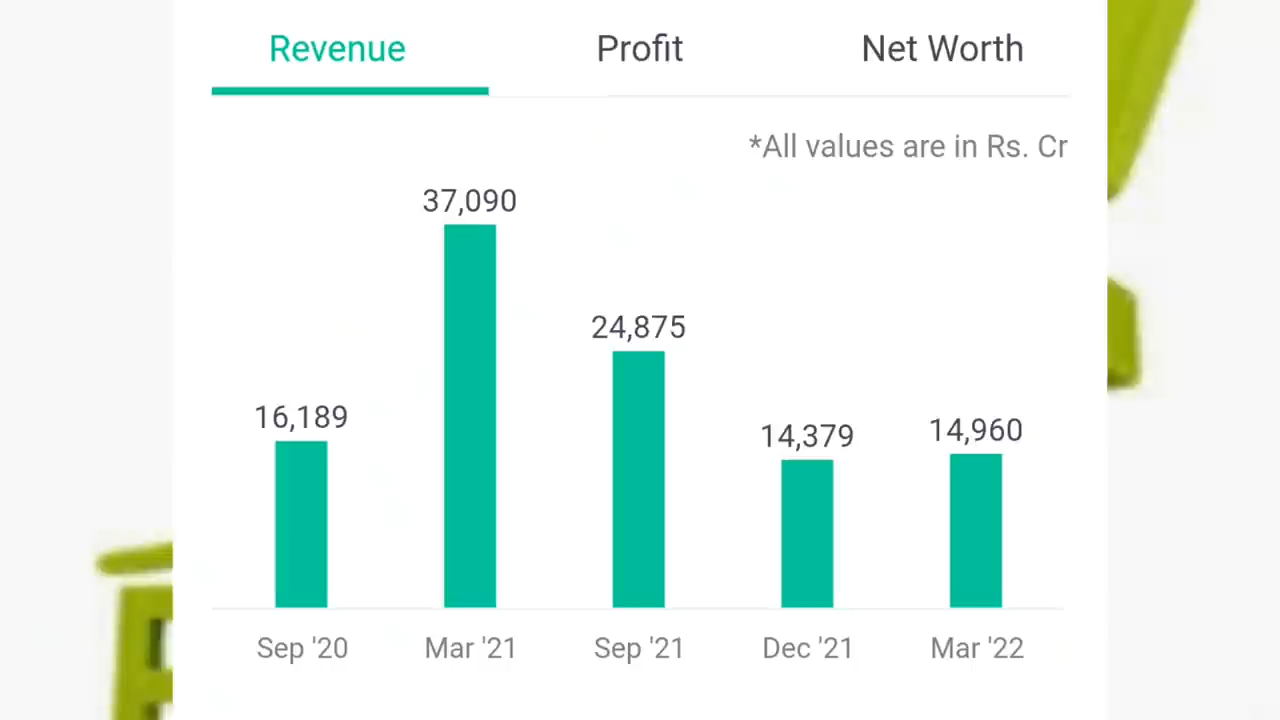 Revenue Profit Net Worth
*All values are in Rs. Cr
37,090
24,875
16,189
14,379
14,960
Sep '20 Mar '21 Sep '21 Dec '21 Mar '22